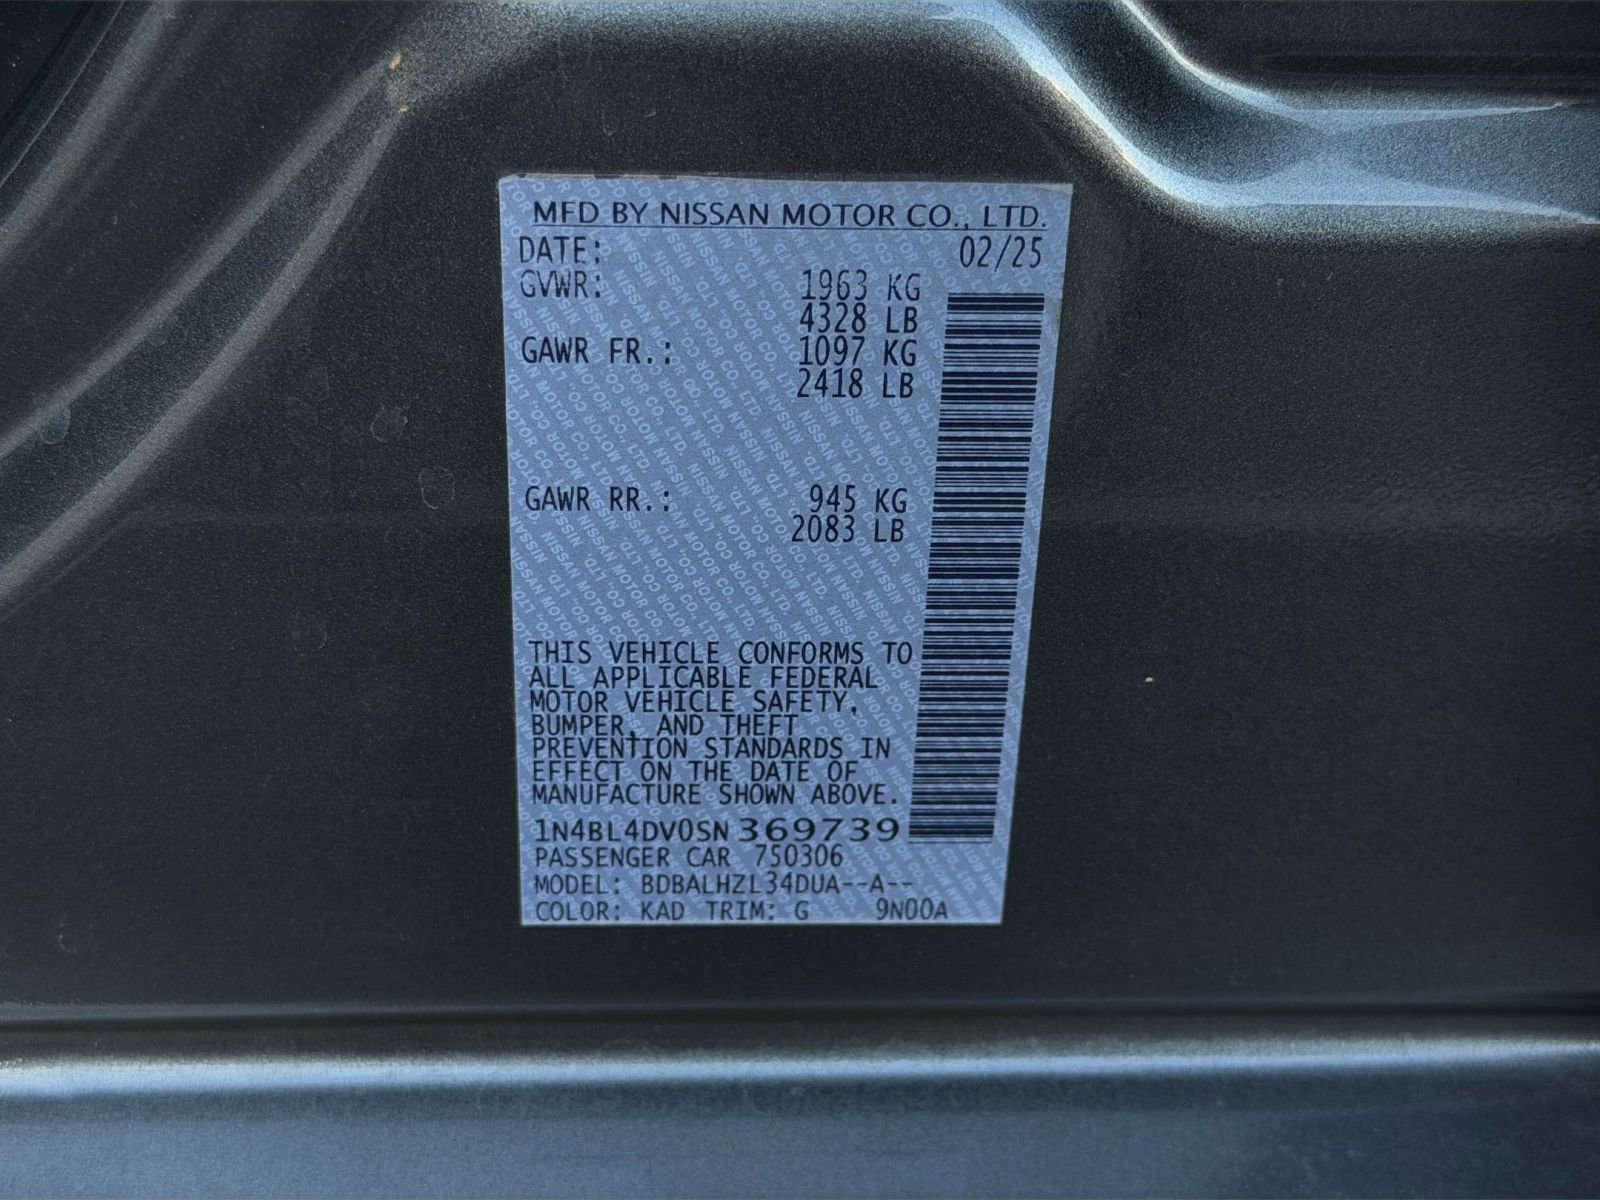 MFD BY NISSAN MOTOR CO., LTD.
DATE: 02/25
GVWR: 1963 KG
4328 LB
GAWR FR.: 1097 KG
2418 LB
GAWR RR.: 945 KG
2083 LB
THIS VEHICLE CONFORMS TO
ALL APPLICABLE FEDERAL
MOTOR VEHICLE SAFETY,
BUMPER, AND THEFT
PREVENTION STANDARDS IN
EFFECT ON THE DATE OF
MANUFACTURE SHOWN ABOVE.
1N4BL4DV0SN369739
PASSENGER CAR 750306
MODEL: BDBALHZL34DUA--A--
COLOR: KAD TRIM: G 9N00A